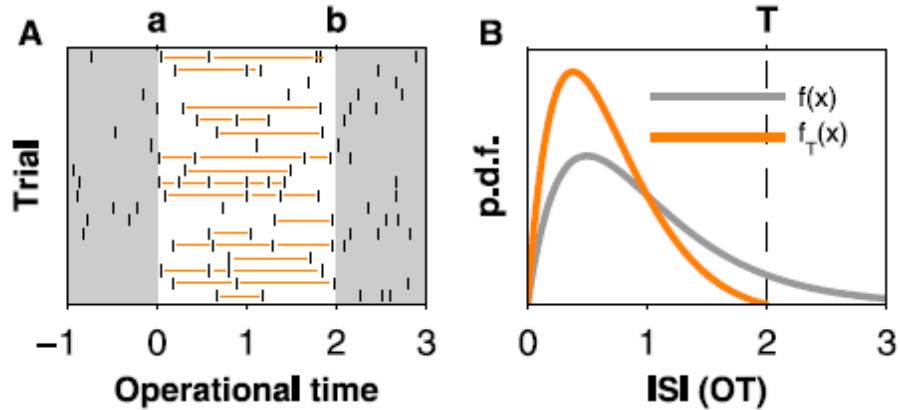 A
a
b
Trial
−1
0
1
2
3
Operational time
B
T
f(x)
f_T(x)
p.d.f.
0
1
2
3
ISI (OT)